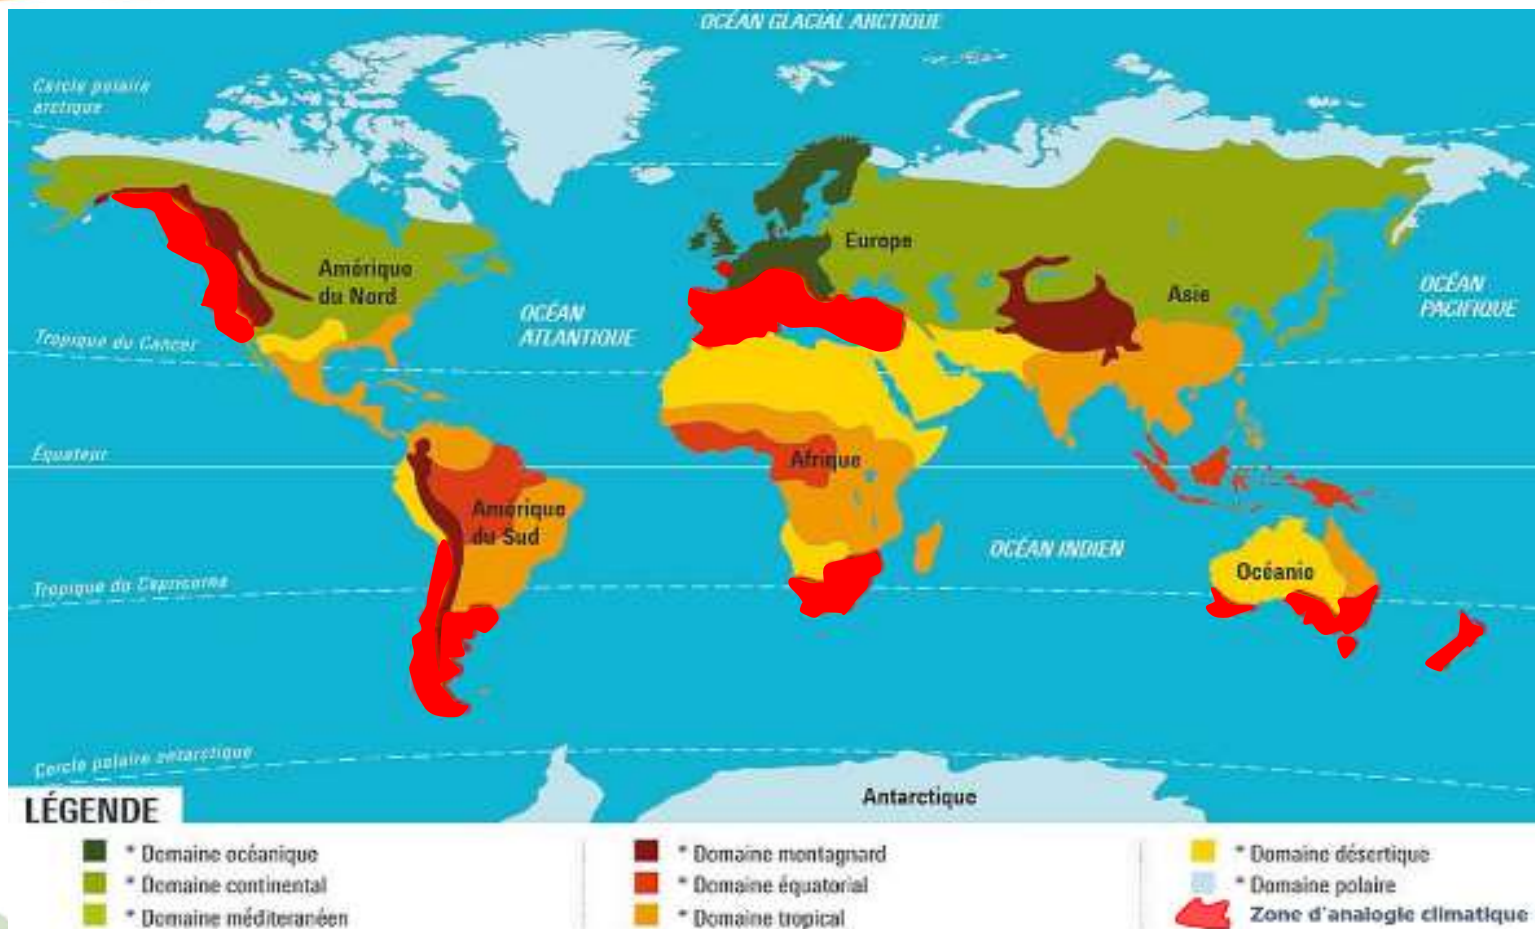 OCÉAN GLACIAL ARCTIQUE
Cercle polaire
arctique
Europe
Amérique
du Nord
Asie
OCÉAN
ATLANTIQUE
OCÉAN
PACIFIQUE
Tropique du Cancer
Équateur
Afrique
Amérique
du Sud
OCÉAN INDIEN
Océanie
Tropique du Capricorne
Cercle polaire antarctique
Antarctique
LÉGENDE
* Domaine océanique
* Domaine continental
* Domaine méditeranéen
* Domaine montagnard
* Domaine équatorial
* Domaine tropical
* Domaine désertique
* Domaine polaire
Zone d'analogie climatique